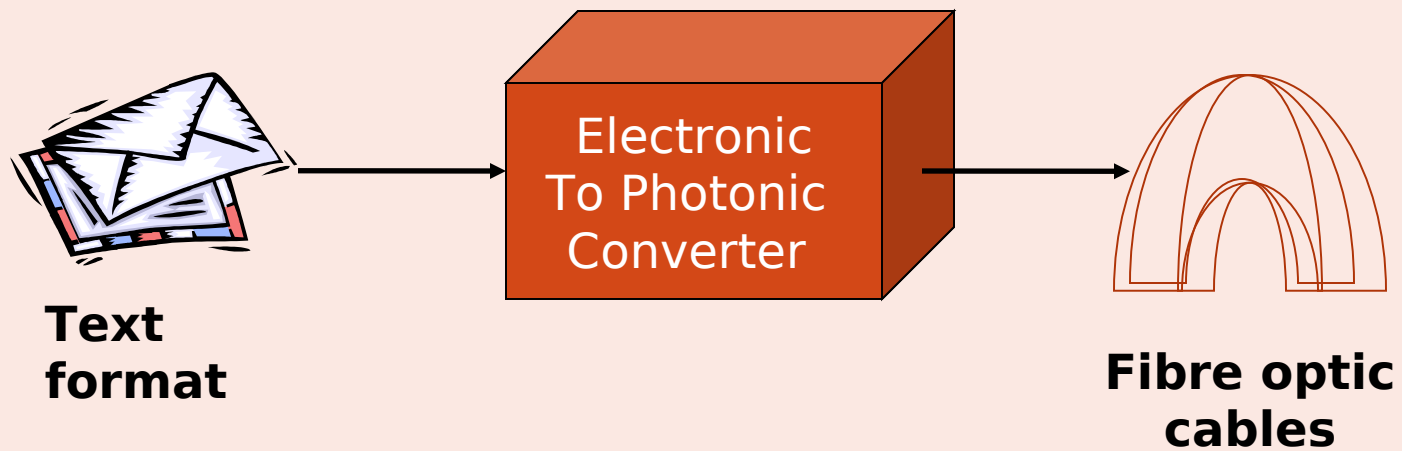 Electronic
To Photonic
Converter
Text
format
Fibre optic
cables